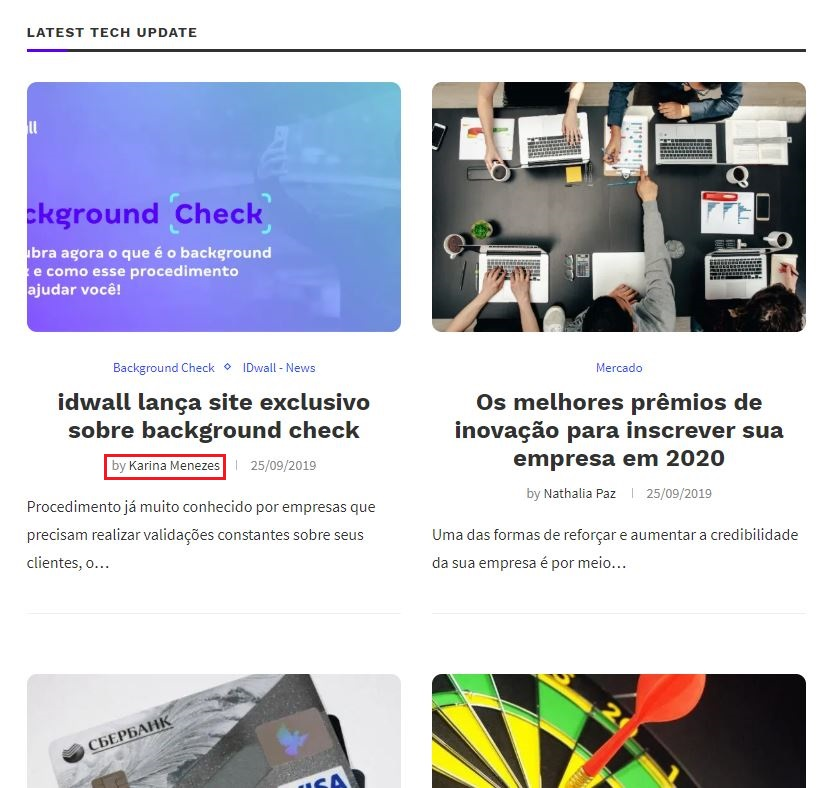 LATEST TECH UPDATE
ll
ckground Check
ubra agora o que é o background
e como esse procedimento
ajudar você!
Background Check ⋄ IDwall - News
idwall lança site exclusivo
sobre background check
by Karina Menezes | 25/09/2019
Procedimento já muito conhecido por empresas que
precisam realizar validações constantes sobre seus
clientes, o…
Mercado
Os melhores prêmios de
inovação para inscrever sua
empresa em 2020
by Nathalia Paz | 25/09/2019
Uma das formas de reforçar e aumentar a credibilidade
da sua empresa é por meio…
СБЕРБАНК
VISA
20
1